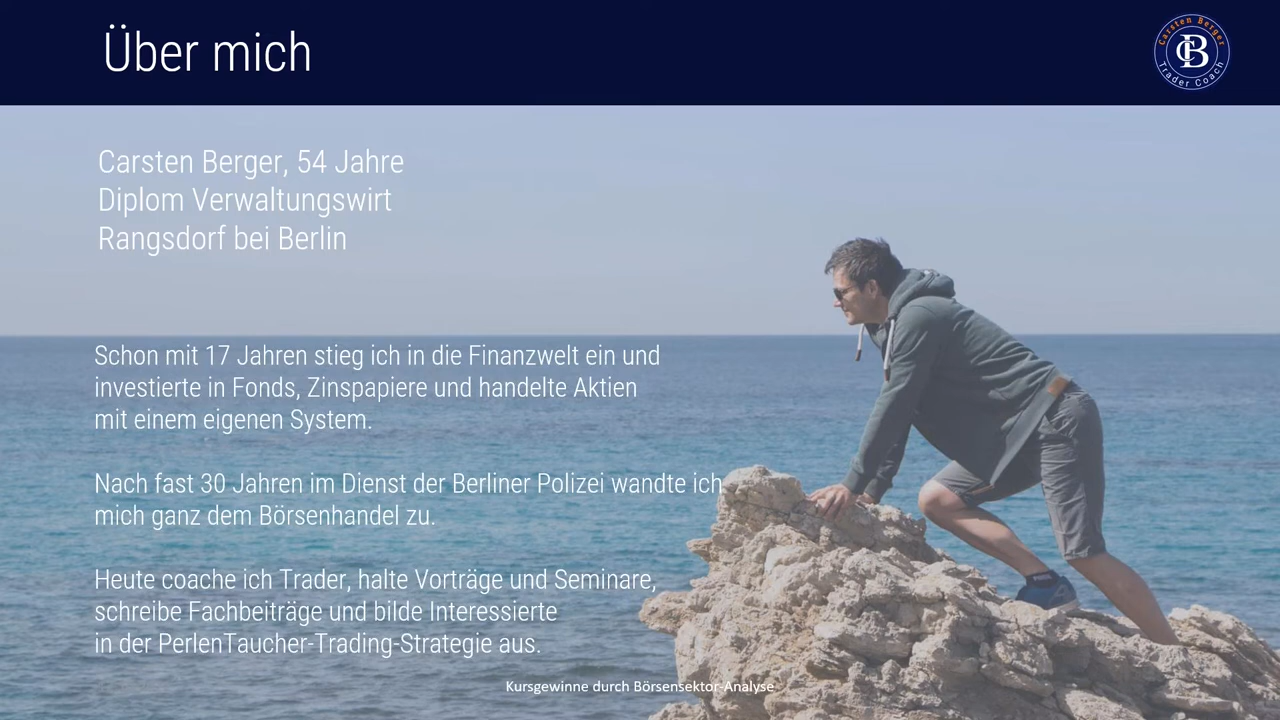 Über mich
Carsten Berger
CB
Trader Coach
Carsten Berger, 54 Jahre
Diplom Verwaltungswirt
Rangsdorf bei Berlin
Schon mit 17 Jahren stieg ich in die Finanzwelt ein und
investierte in Fonds, Zinspapiere und handelte Aktien
mit einem eigenen System.
Nach fast 30 Jahren im Dienst der Berliner Polizei wandte ich
mich ganz dem Börsenhandel zu.
Heute coache ich Trader, halte Vorträge und Seminare,
schreibe Fachbeiträge und bilde Interessierte
in der PerlenTaucher-Trading-Strategie aus.
Kursgewinne durch Börsensektor-Analyse